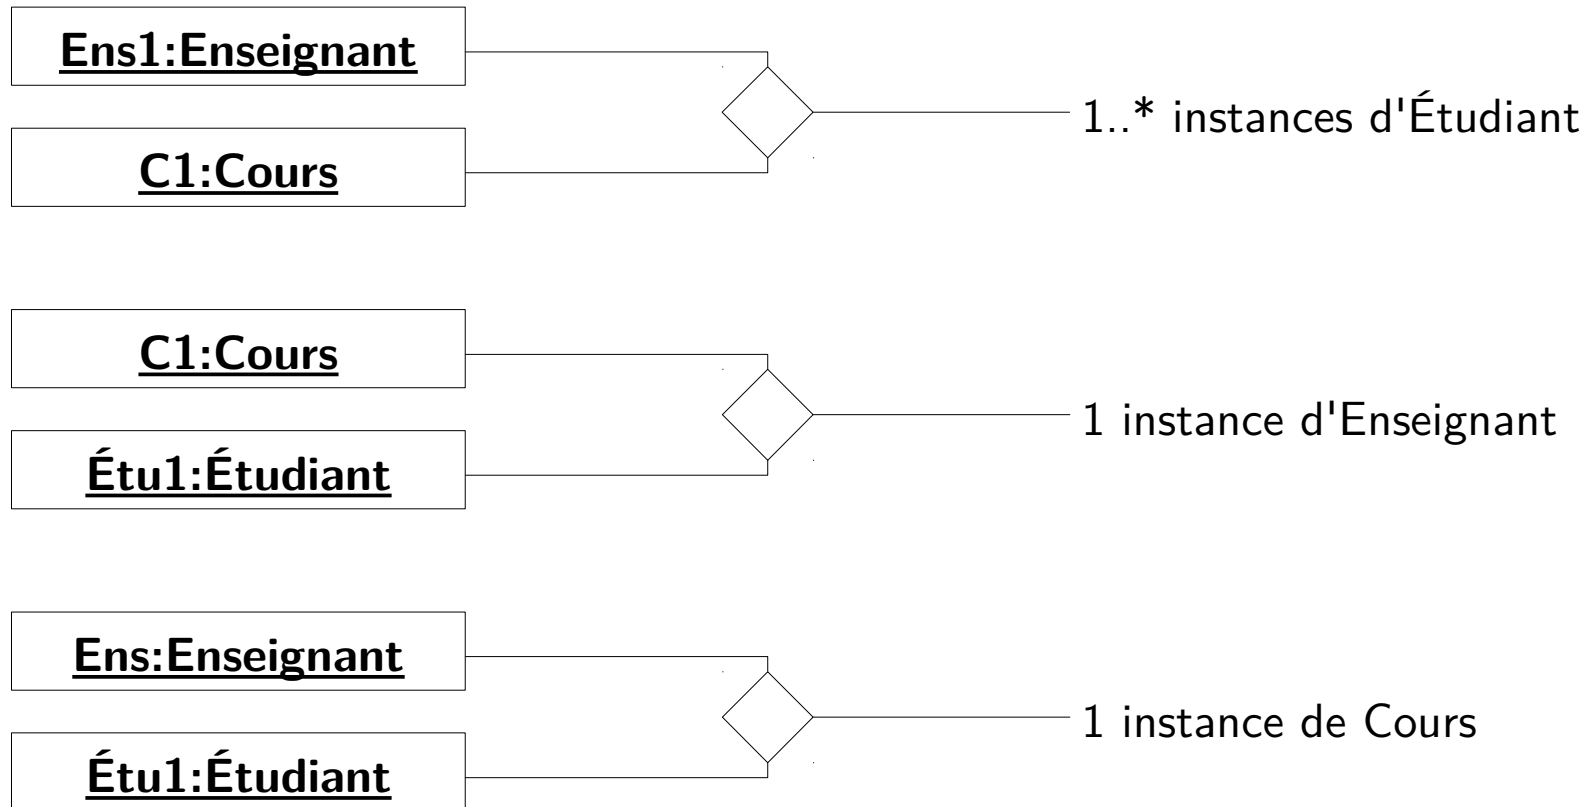 Ens1:Enseignant
C1:Cours
1..* instances d'Étudiant
C1:Cours
Étu1:Étudiant
1 instance d'Enseignant
Ens:Enseignant
Étu1:Étudiant
1 instance de Cours